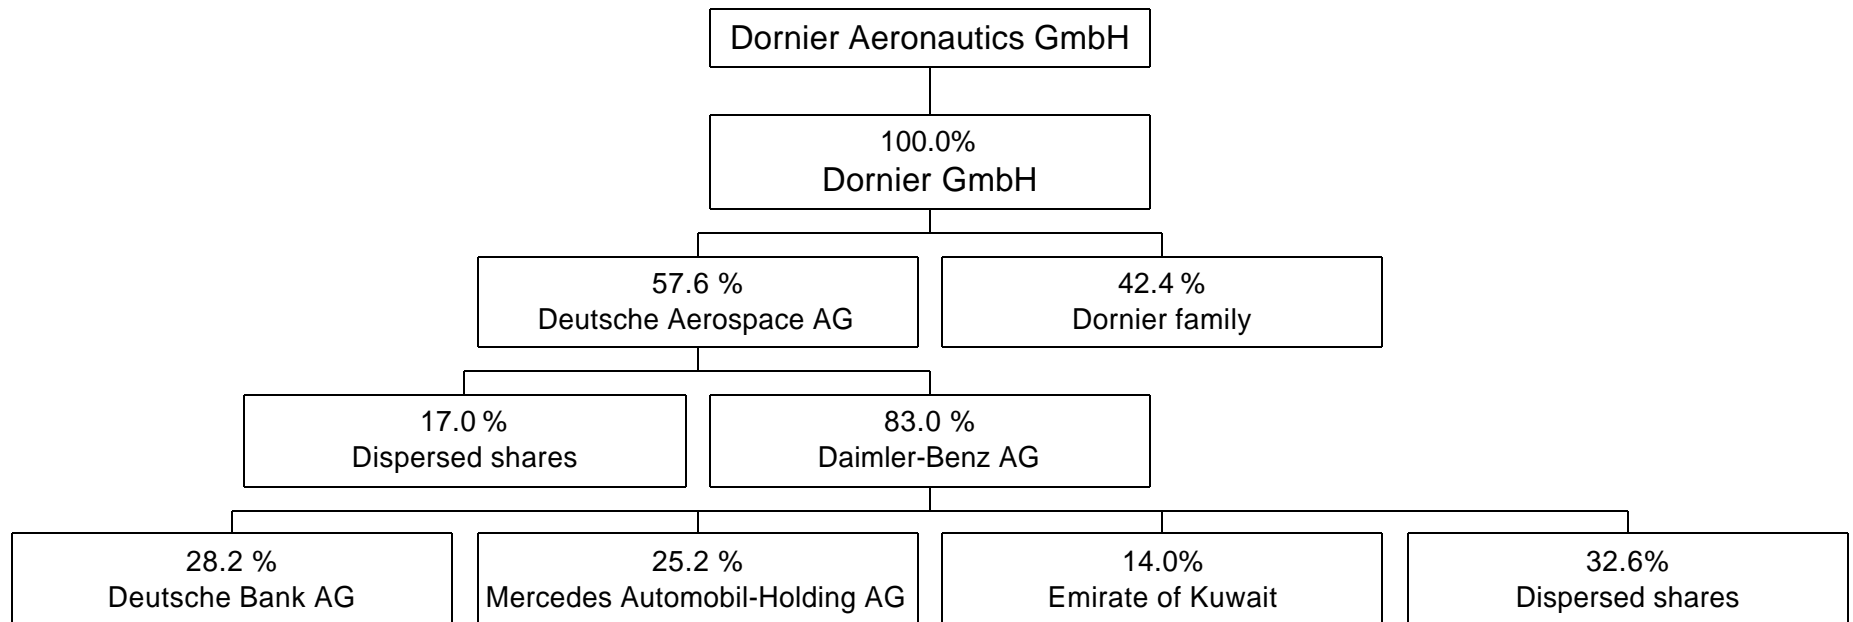 Dornier Aeronautics GmbH
100.0%
Dornier GmbH
57.6 %
Deutsche Aerospace AG
42.4 %
Dornier family
17.0 %
Dispersed shares
83.0 %
Daimler-Benz AG
28.2 %
Deutsche Bank AG
25.2 %
Mercedes Automobil-Holding AG
14.0%
Emirate of Kuwait
32.6%
Dispersed shares